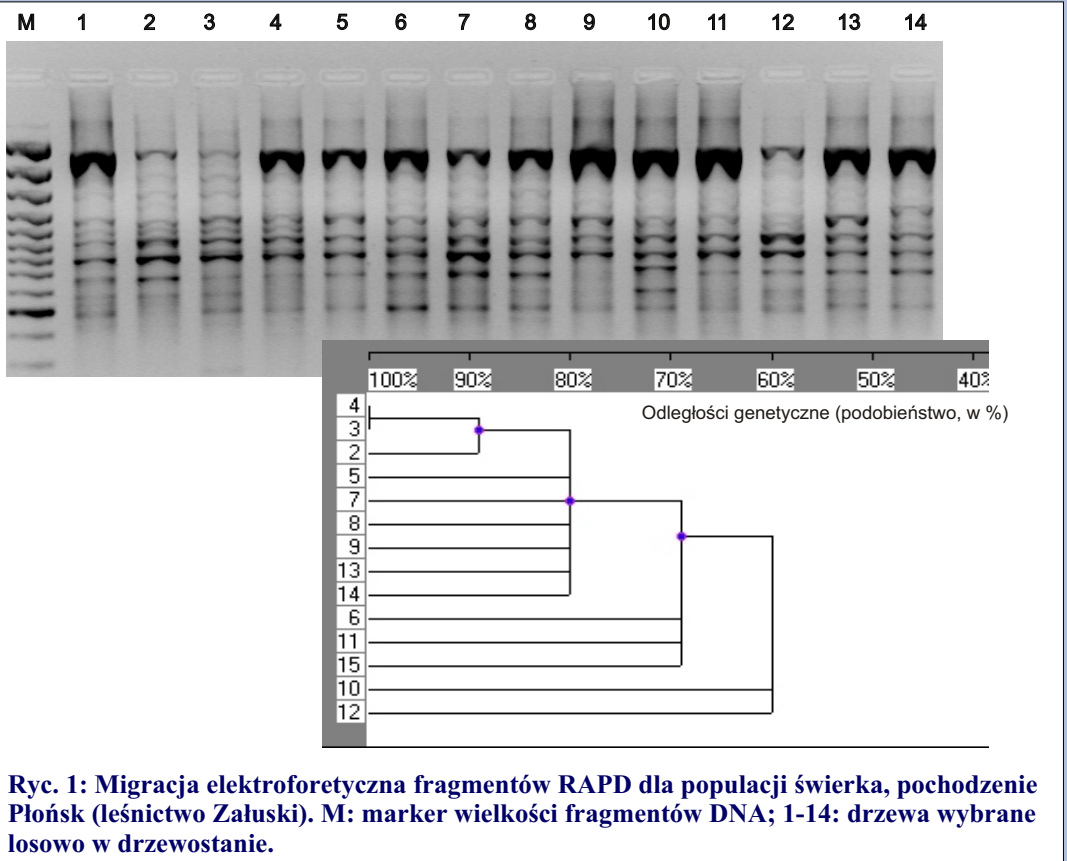 M 1 2 3 4 5 6 7 8 9 10 11 12 13 14
100% 90% 80% 70% 60% 50% 40%
Odległości genetyczne (podobieństwo, w %)
4
3
2
5
7
8
9
13
14
6
11
15
10
12
Ryc. 1: Migracja elektroforetyczna fragmentów RAPD dla populacji świerka, pochodzenie
Płońsk (leśnictwo Załuski). M: marker wielkości fragmentów DNA; 1-14: drzewa wybrane
losowo w drzewostanie.